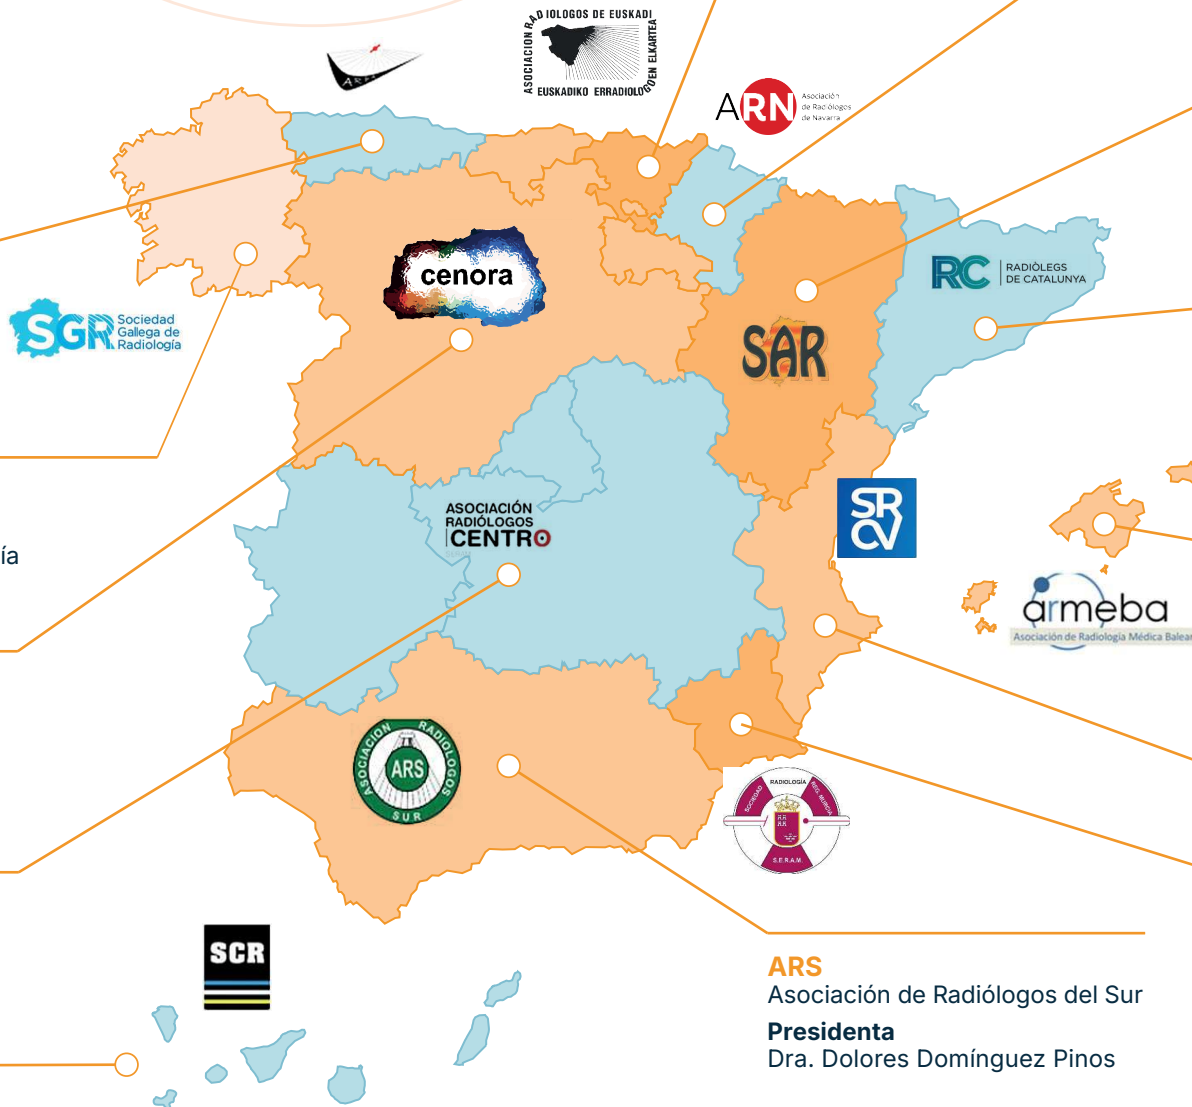 ASOCIACION RADIOLOGOS DE EUSKADI
EUSKADIKO ERRADIOLOGOEN ELKARTEA
ARN
Asociación
de Radiólogos
de Navarra
cenora
RC
RADIÒLEGS
DE CATALUNYA
SGR
Sociedad
Gallega de
Radiología
SAR
ASOCIACIÓN
RADIÓLOGOS
CENTRO
SR
CV
ía
armeba
Asociación de Radiología Médica Balear
ASOCIACION RADIOLOGOS
ARS
SUR
SOCIEDAD
RADIOLOGÍA
REG. MURCIA
S.E.R.A.M.
SCR
ARS
Asociación de Radiólogos del Sur
Presidenta
Dra. Dolores Domínguez Pinos